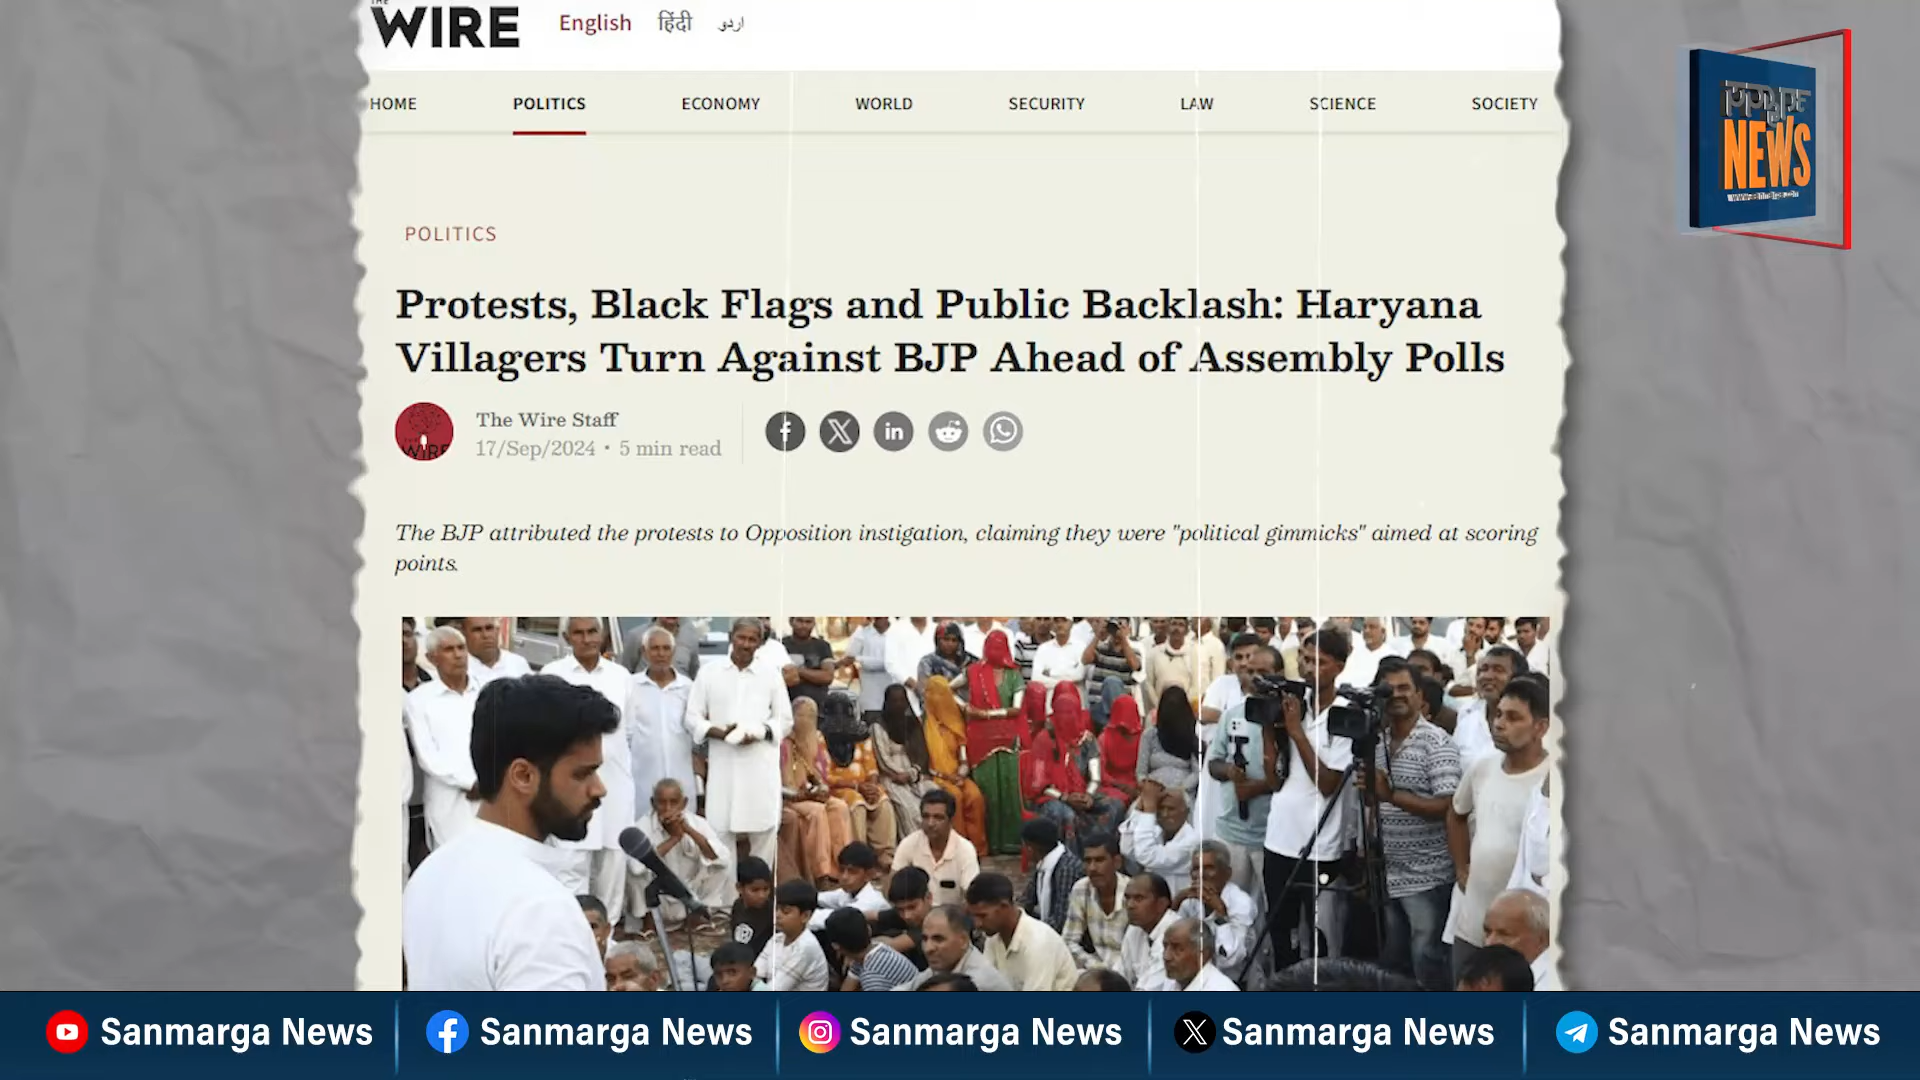 THE
WIRE
English हिंदी اردو
HOME POLITICS ECONOMY WORLD SECURITY LAW SCIENCE SOCIETY
NEWS
POLITICS
Protests, Black Flags and Public Backlash: Haryana
Villagers Turn Against BJP Ahead of Assembly Polls
The Wire Staff
17/Sep/2024 • 5 min read
The BJP attributed the protests to Opposition instigation, claiming they were "political gimmicks" aimed at scoring
points.
Sanmarga News Sanmarga News Sanmarga News Sanmarga News Sanmarga News